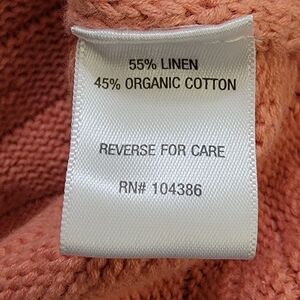 55% LINEN
45% ORGANIC COTTON
REVERSE FOR CARE
RN# 104386